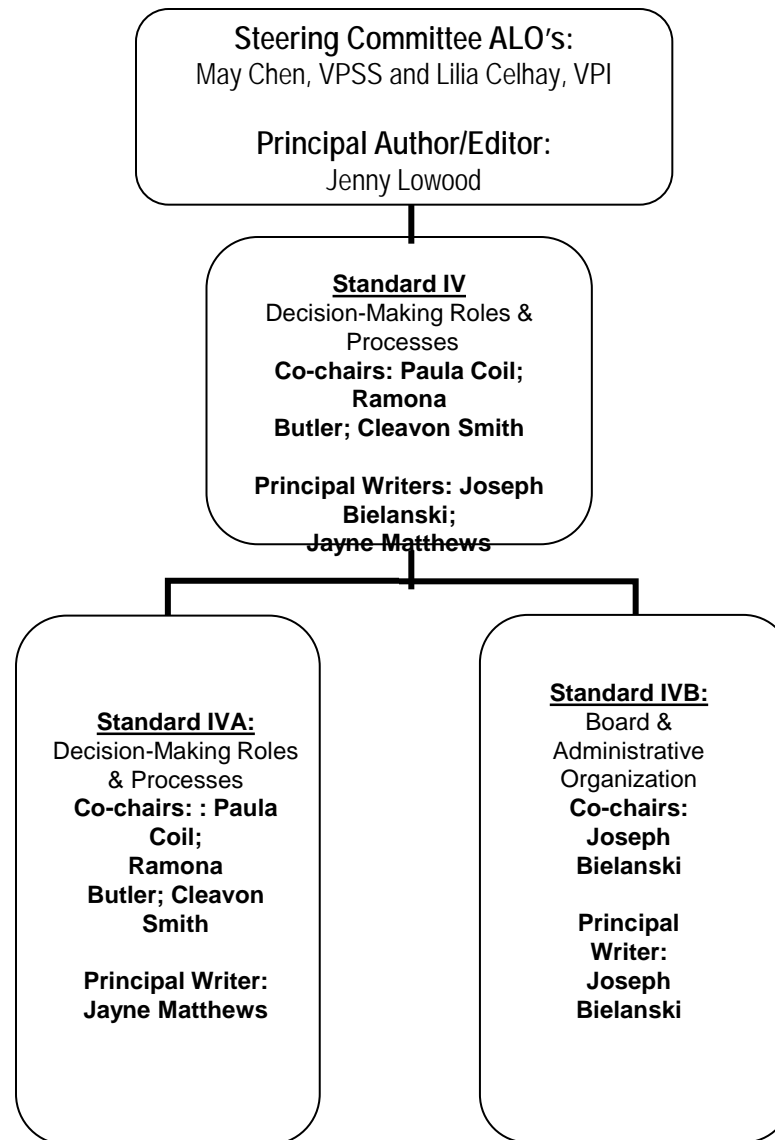 Steering Committee ALO's:
May Chen, VPSS and Lilia Celhay, VPI
Principal Author/Editor:
Jenny Lowood
Standard IV
Decision-Making Roles &
Processes
Co-chairs: Paula Coil;
Ramona
Butler; Cleavon Smith
Principal Writers: Joseph
Bielanski;
Jayne Matthews
Standard IVA:
Decision-Making Roles
& Processes
Co-chairs: : Paula
Coil;
Ramona
Butler; Cleavon
Smith
Principal Writer:
Jayne Matthews
Standard IVB:
Board &
Administrative
Organization
Co-chairs:
Joseph
Bielanski
Principal
Writer:
Joseph
Bielanski